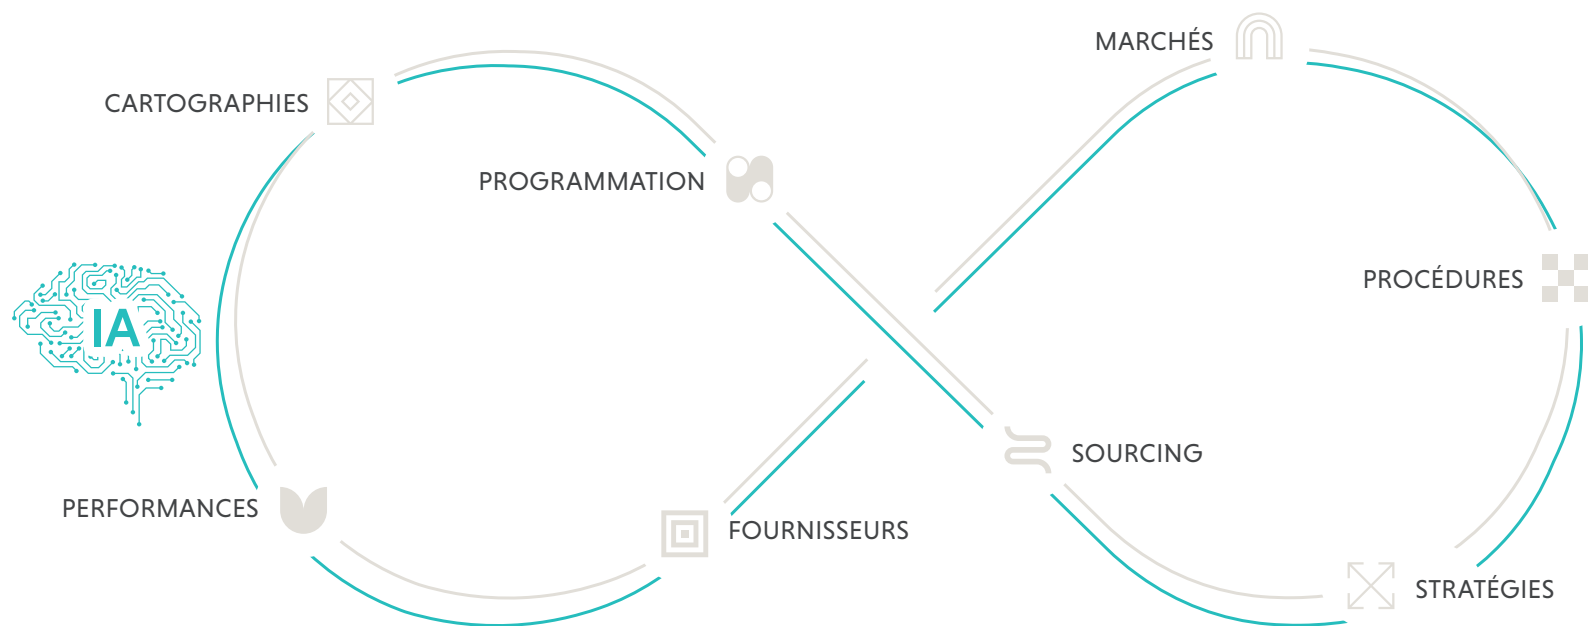 MARCHÉS
CARTOGRAPHIES
PROGRAMMATION
PROCÉDURES
IA
SOURCING
PERFORMANCES
FOURNISSEURS
STRATÉGIES